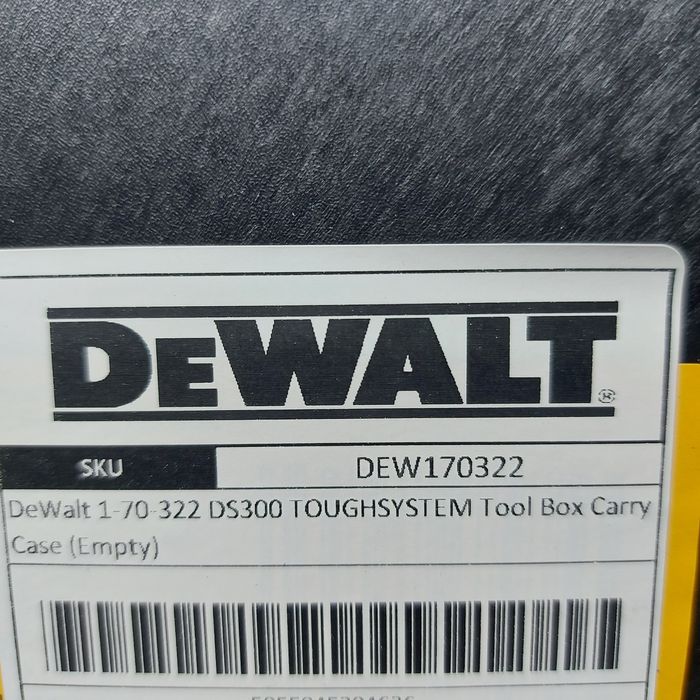 DEWALT®
SKU DEW170322
DeWalt 1-70-322 DS300 TOUGHSYSTEM Tool Box Carry
Case (Empty)